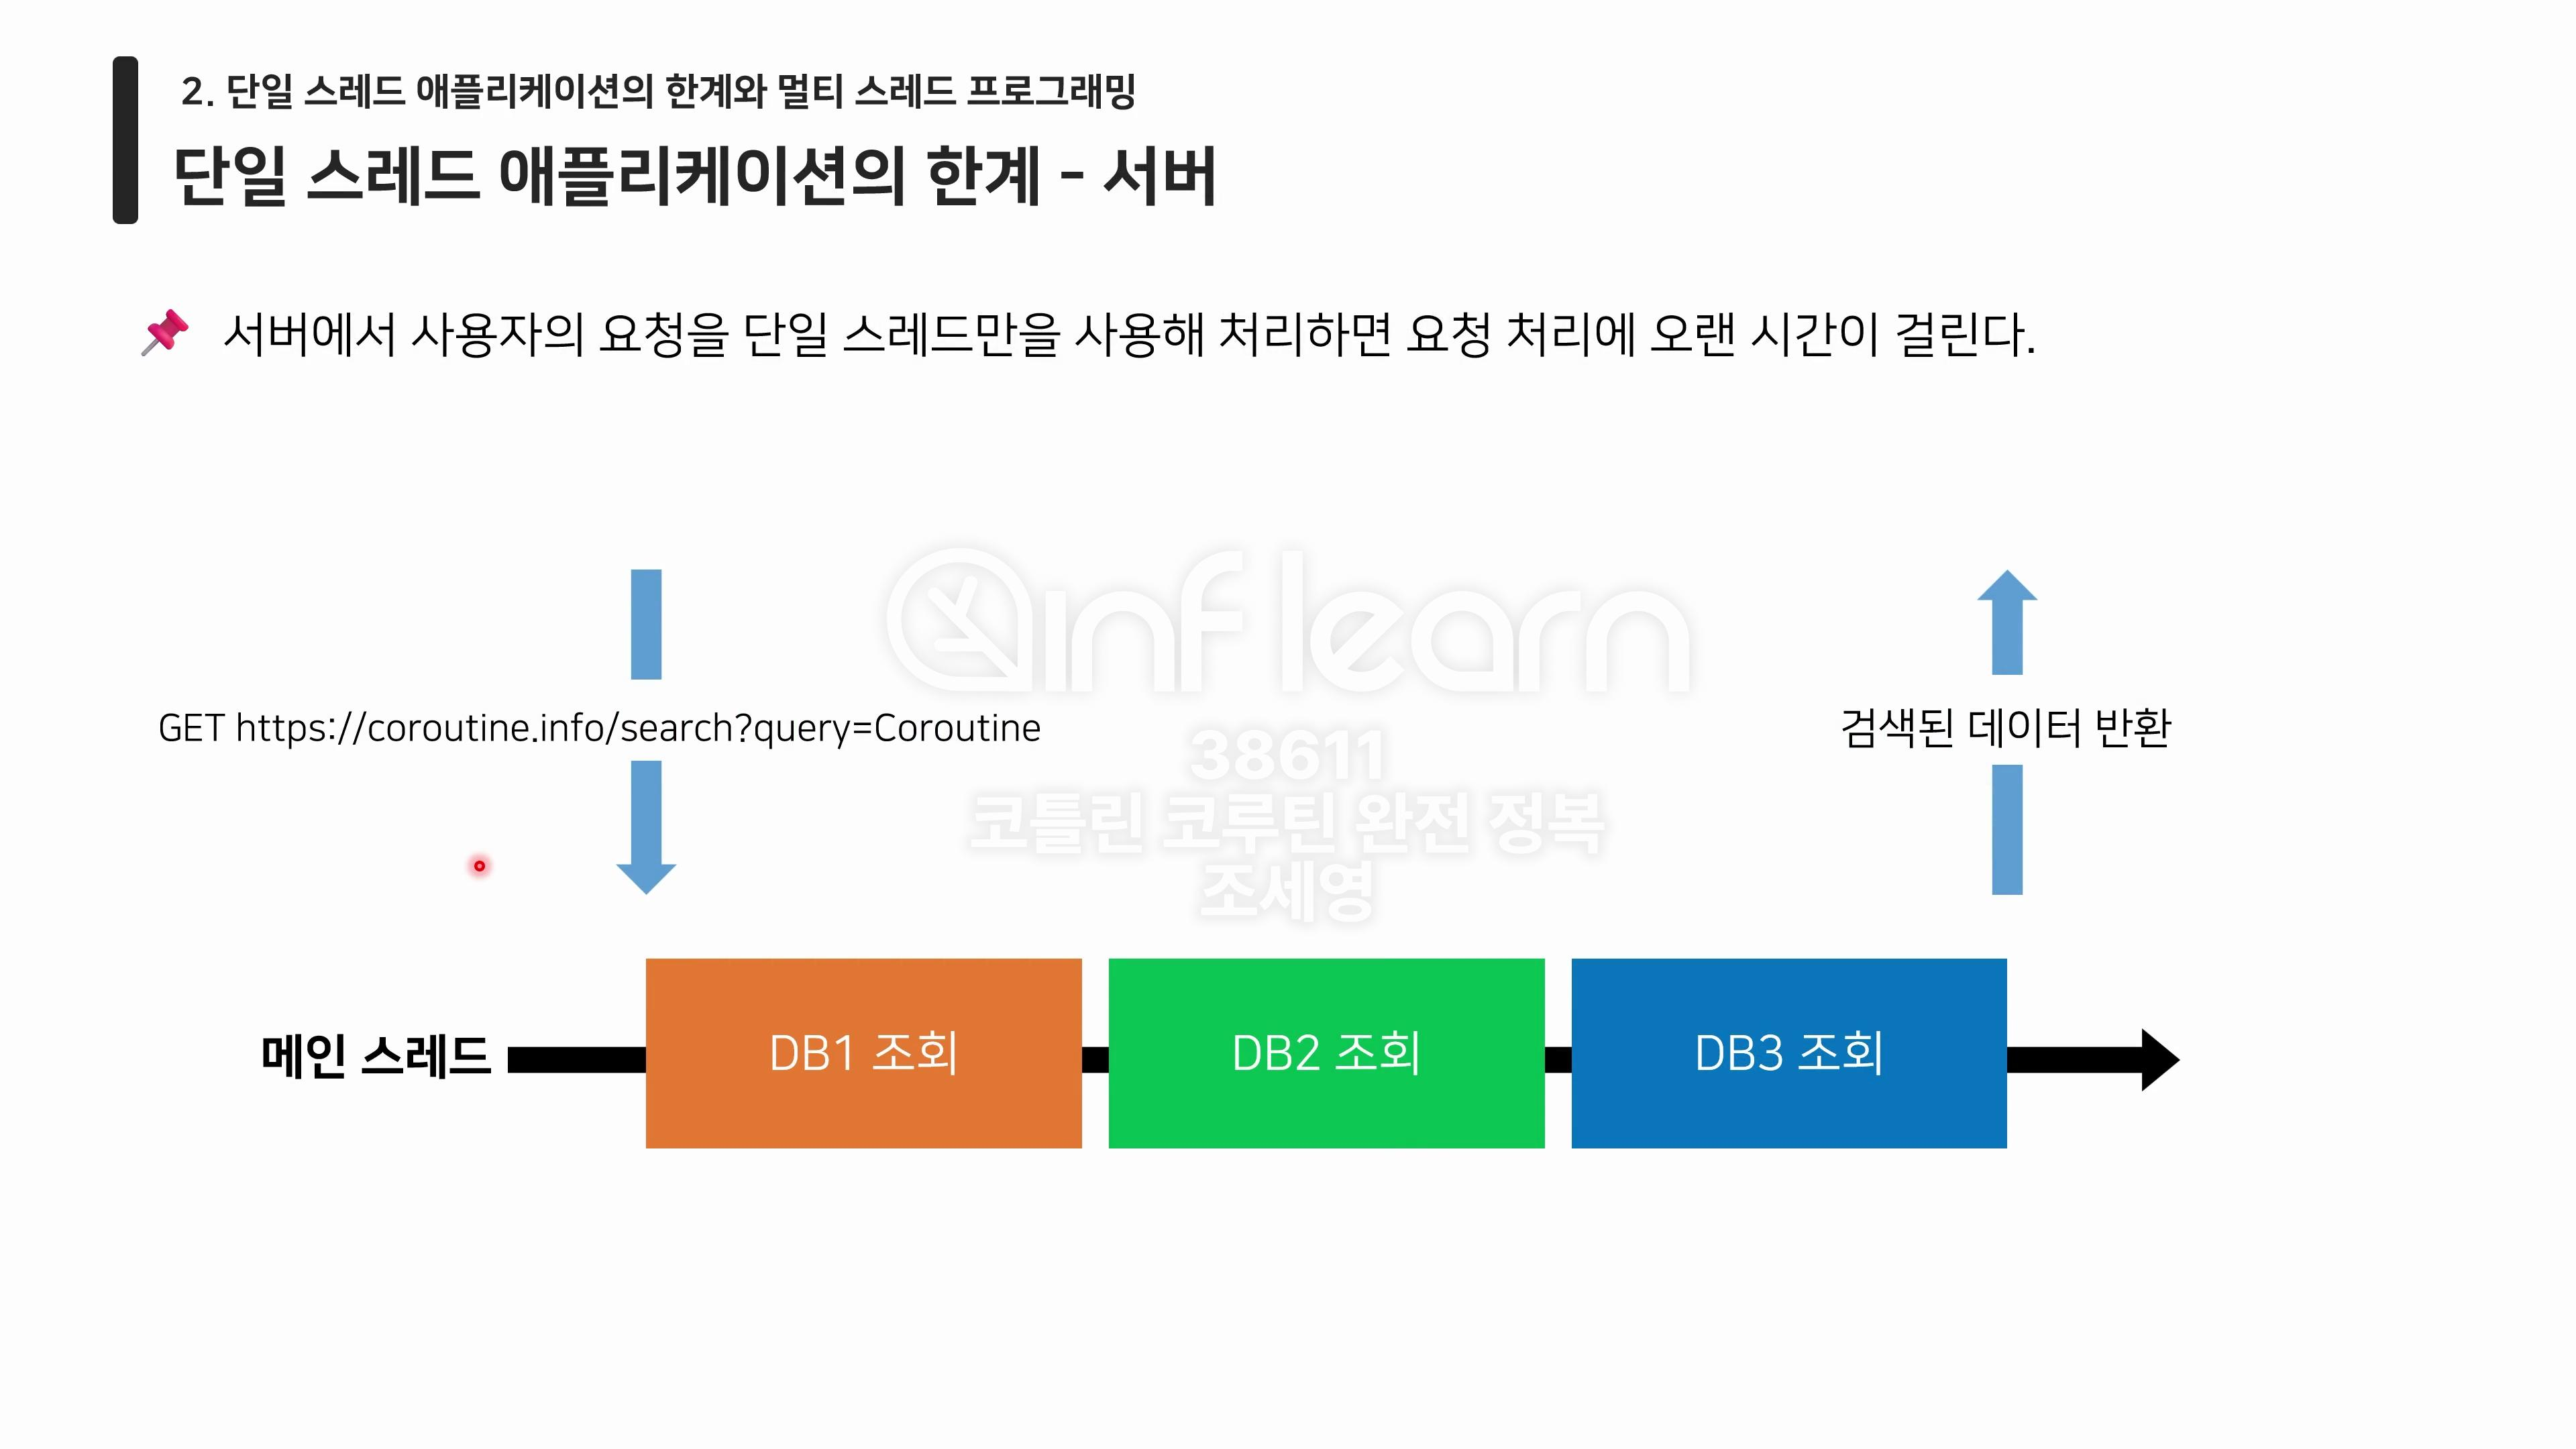 2. 단일 스레드 애플리케이션의 한계와 멀티 스레드 프로그래밍
단일 스레드 애플리케이션의 한계 - 서버
서버에서 사용자의 요청을 단일 스레드만을 사용해 처리하면 요청 처리에 오랜 시간이 걸린다.
inflearn
GET https://coroutine.info/search?query=Coroutine
검색된 데이터 반환
38611
코틀린 코루틴 완전 정복
조세영
메인 스레드
DB1 조회
DB2 조회
DB3 조회